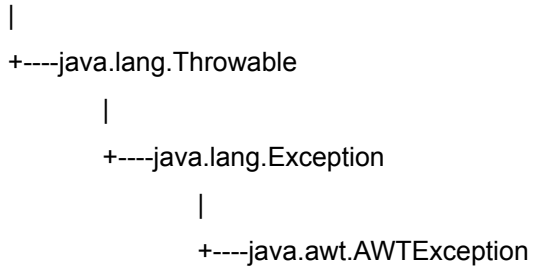 |
+----java.lang.Throwable
|
+----java.lang.Exception
|
+----java.awt.AWTException